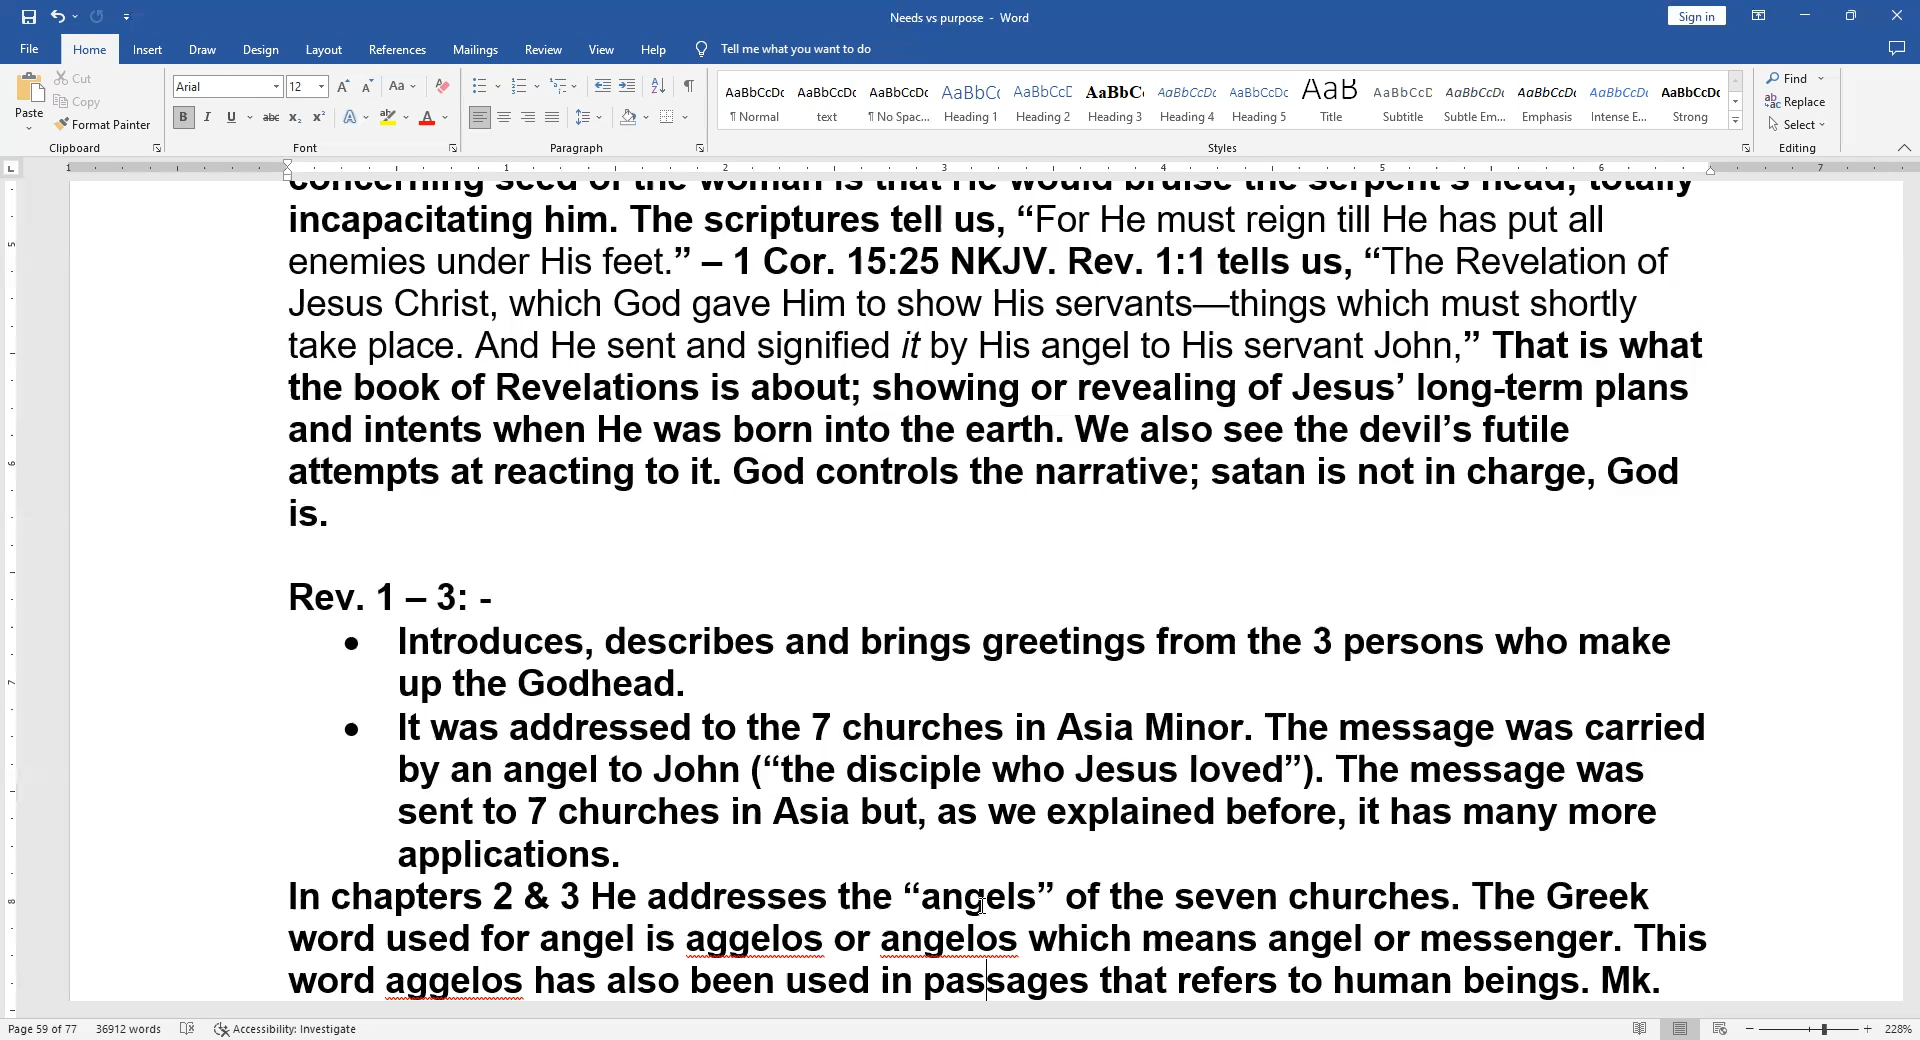 Needs vs purpose - Word
Sign in
File Home Insert Draw Design Layout References Mailings Review View Help Tell me what you want to do
Paste
Cut
Copy
Format Painter
Clipboard
Arial 12
Font
Paragraph
AaBbCcDc AaBbCcDc AaBbCcDc AaBbCc AaBbCcD AaBbC AaBbCcDc AaBbCcDc AaB AaBbCcD AaBbCcDc AaBbCcDc AaBbCcDc AaBbCcDc
¶ Normal text ¶ No Spac... Heading 1 Heading 2 Heading 3 Heading 4 Heading 5 Title Subtitle Subtle Em... Emphasis Intense E... Strong
Styles
Find
Replace
Select
Editing
concerning seed of the woman is that He would bruise the serpent’s head, totally
incapacitating him. The scriptures tell us, “For He must reign till He has put all
enemies under His feet.” – 1 Cor. 15:25 NKJV. Rev. 1:1 tells us, “The Revelation of
Jesus Christ, which God gave Him to show His servants—things which must shortly
take place. And He sent and signified it by His angel to His servant John,” That is what
the book of Revelations is about; showing or revealing of Jesus’ long-term plans
and intents when He was born into the earth. We also see the devil’s futile
attempts at reacting to it. God controls the narrative; satan is not in charge, God
is.
Rev. 1 – 3: -
• Introduces, describes and brings greetings from the 3 persons who make
up the Godhead.
• It was addressed to the 7 churches in Asia Minor. The message was carried
by an angel to John (“the disciple who Jesus loved”). The message was
sent to 7 churches in Asia but, as we explained before, it has many more
applications.
In chapters 2 & 3 He addresses the “angels” of the seven churches. The Greek
word used for angel is aggelos or angelos which means angel or messenger. This
word aggelos has also been used in passages that refers to human beings. Mk.
Page 59 of 77 36912 words Accessibility: Investigate 228%